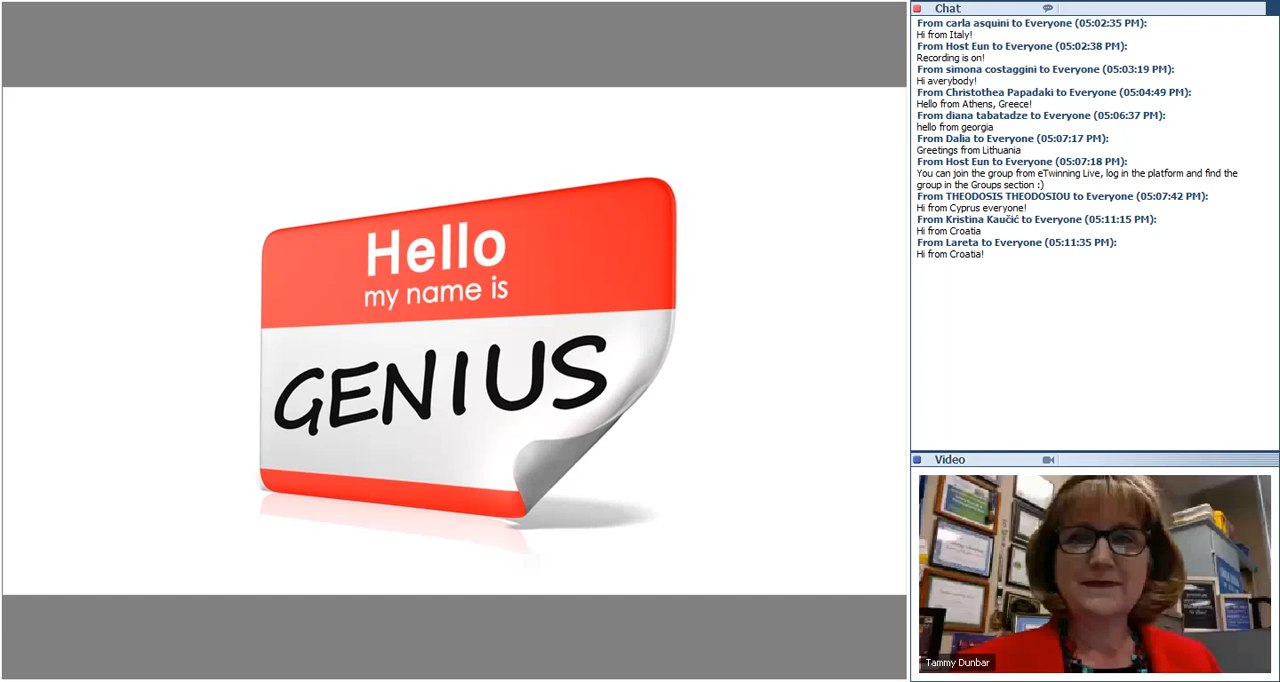 Hello
my name is
GENIUS
Chat
From carla asquini to Everyone (05:02:35 PM):
Hi from Italy!
From Host Eun to Everyone (05:02:38 PM):
Recording is on!
From simona costaggini to Everyone (05:03:19 PM):
Hi averybody!
From Christothea Papadaki to Everyone (05:04:49 PM):
Hello from Athens, Greece!
From diana tabatadze to Everyone (05:06:37 PM):
hello from georgia
From Dalia to Everyone (05:07:17 PM):
Greetings from Lithuania
From Host Eun to Everyone (05:07:18 PM):
You can join the group from eTwinning Live, log in the platform and find the
group in the Groups section :)
From THEODOSIS THEODOSIOU to Everyone (05:07:42 PM):
Hi from Cyprus everyone!
From Kristina Kaučić to Everyone (05:11:15 PM):
Hi from Croatia
From Lareta to Everyone (05:11:35 PM):
Hi from Croatia!
Video
Tammy Dunbar